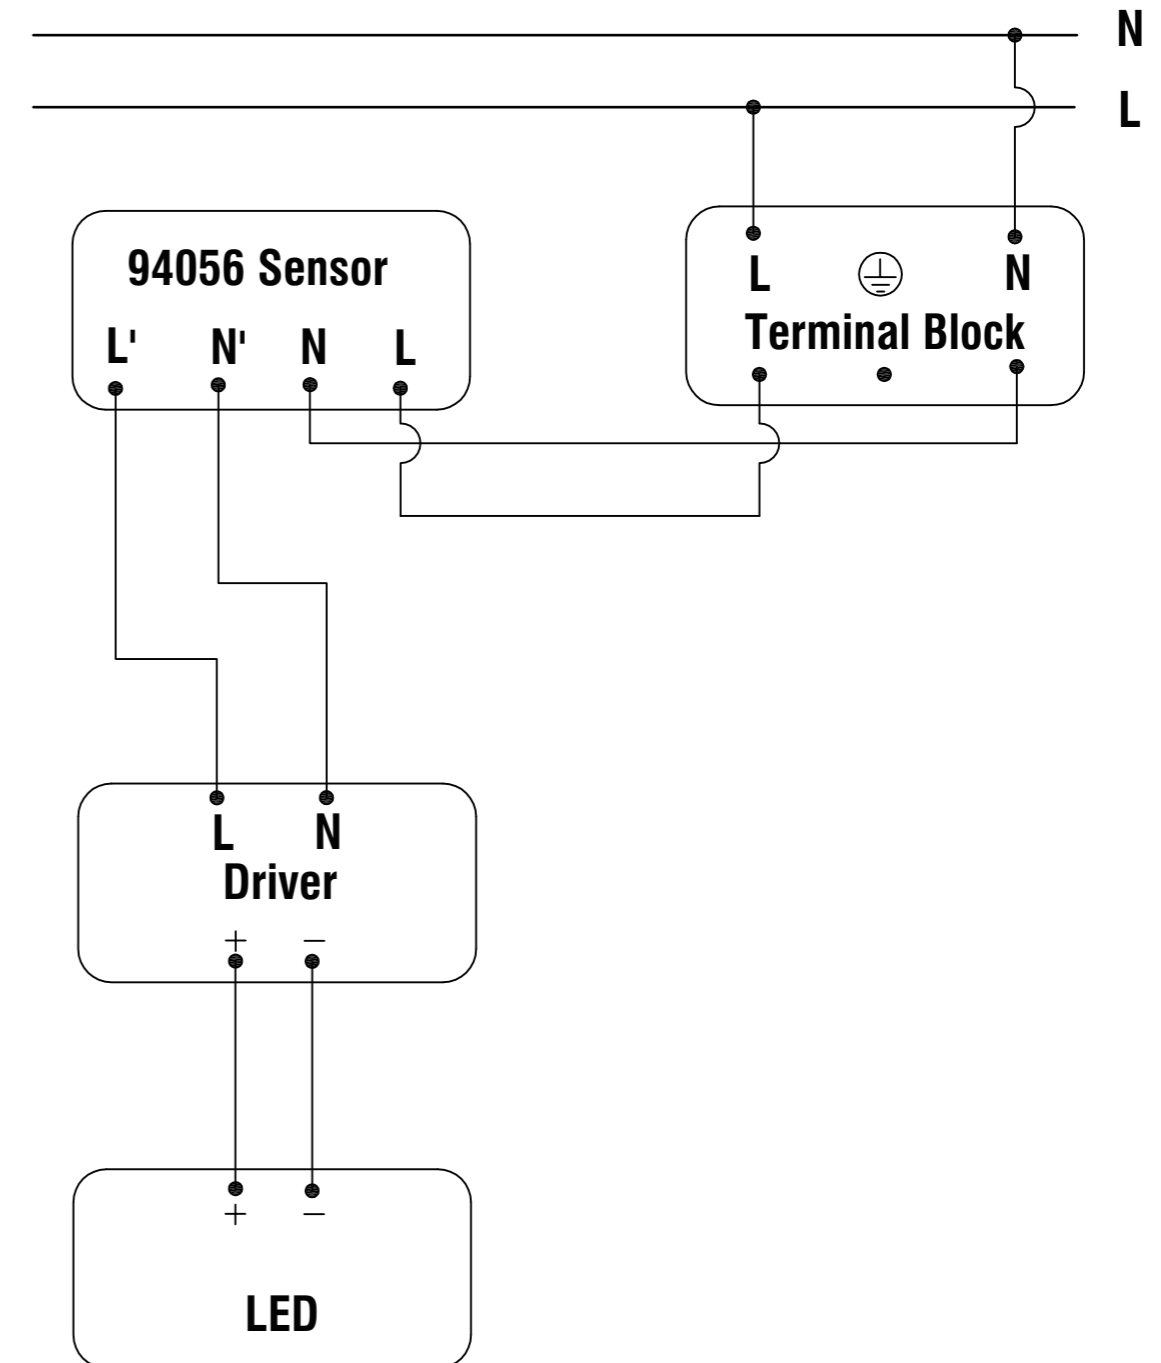 N
L
94056 Sensor
L' N' N L
L N
Terminal Block
L N
Driver
+ −
+ −
LED